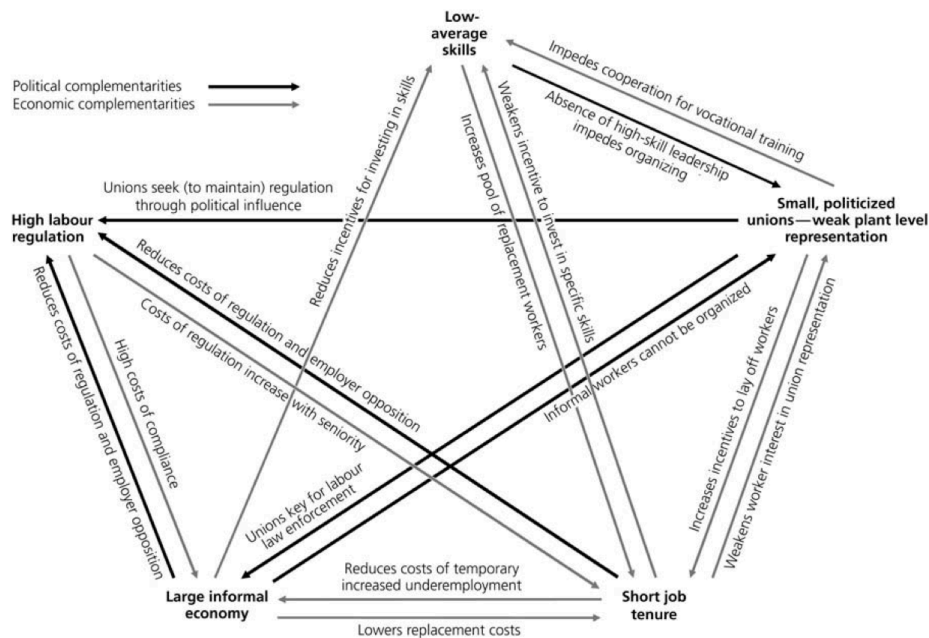 Low-
average
skills
Political complementarities
Economic complementarities
Impedes cooperation for vocational training
Absence of high-skill leadership
impedes organizing
Reduces incentives for investing in skills
Increases pool of replacement workers
Weakens incentive to invest in specific skills
Unions seek (to maintain) regulation
through political influence
High labour
regulation
Small, politicized
unions—weak plant level
representation
Reduces costs of regulation and employer opposition
Costs of regulation increase with seniority
Reduces costs of regulation and employer opposition
High costs of compliance
Informal workers cannot be organized
Unions key for labour
law enforcement
Increases incentives to lay off workers
Weakens worker interest in union representation
Large informal
economy
Reduces costs of temporary
increased underemployment
Lowers replacement costs
Short job
tenure